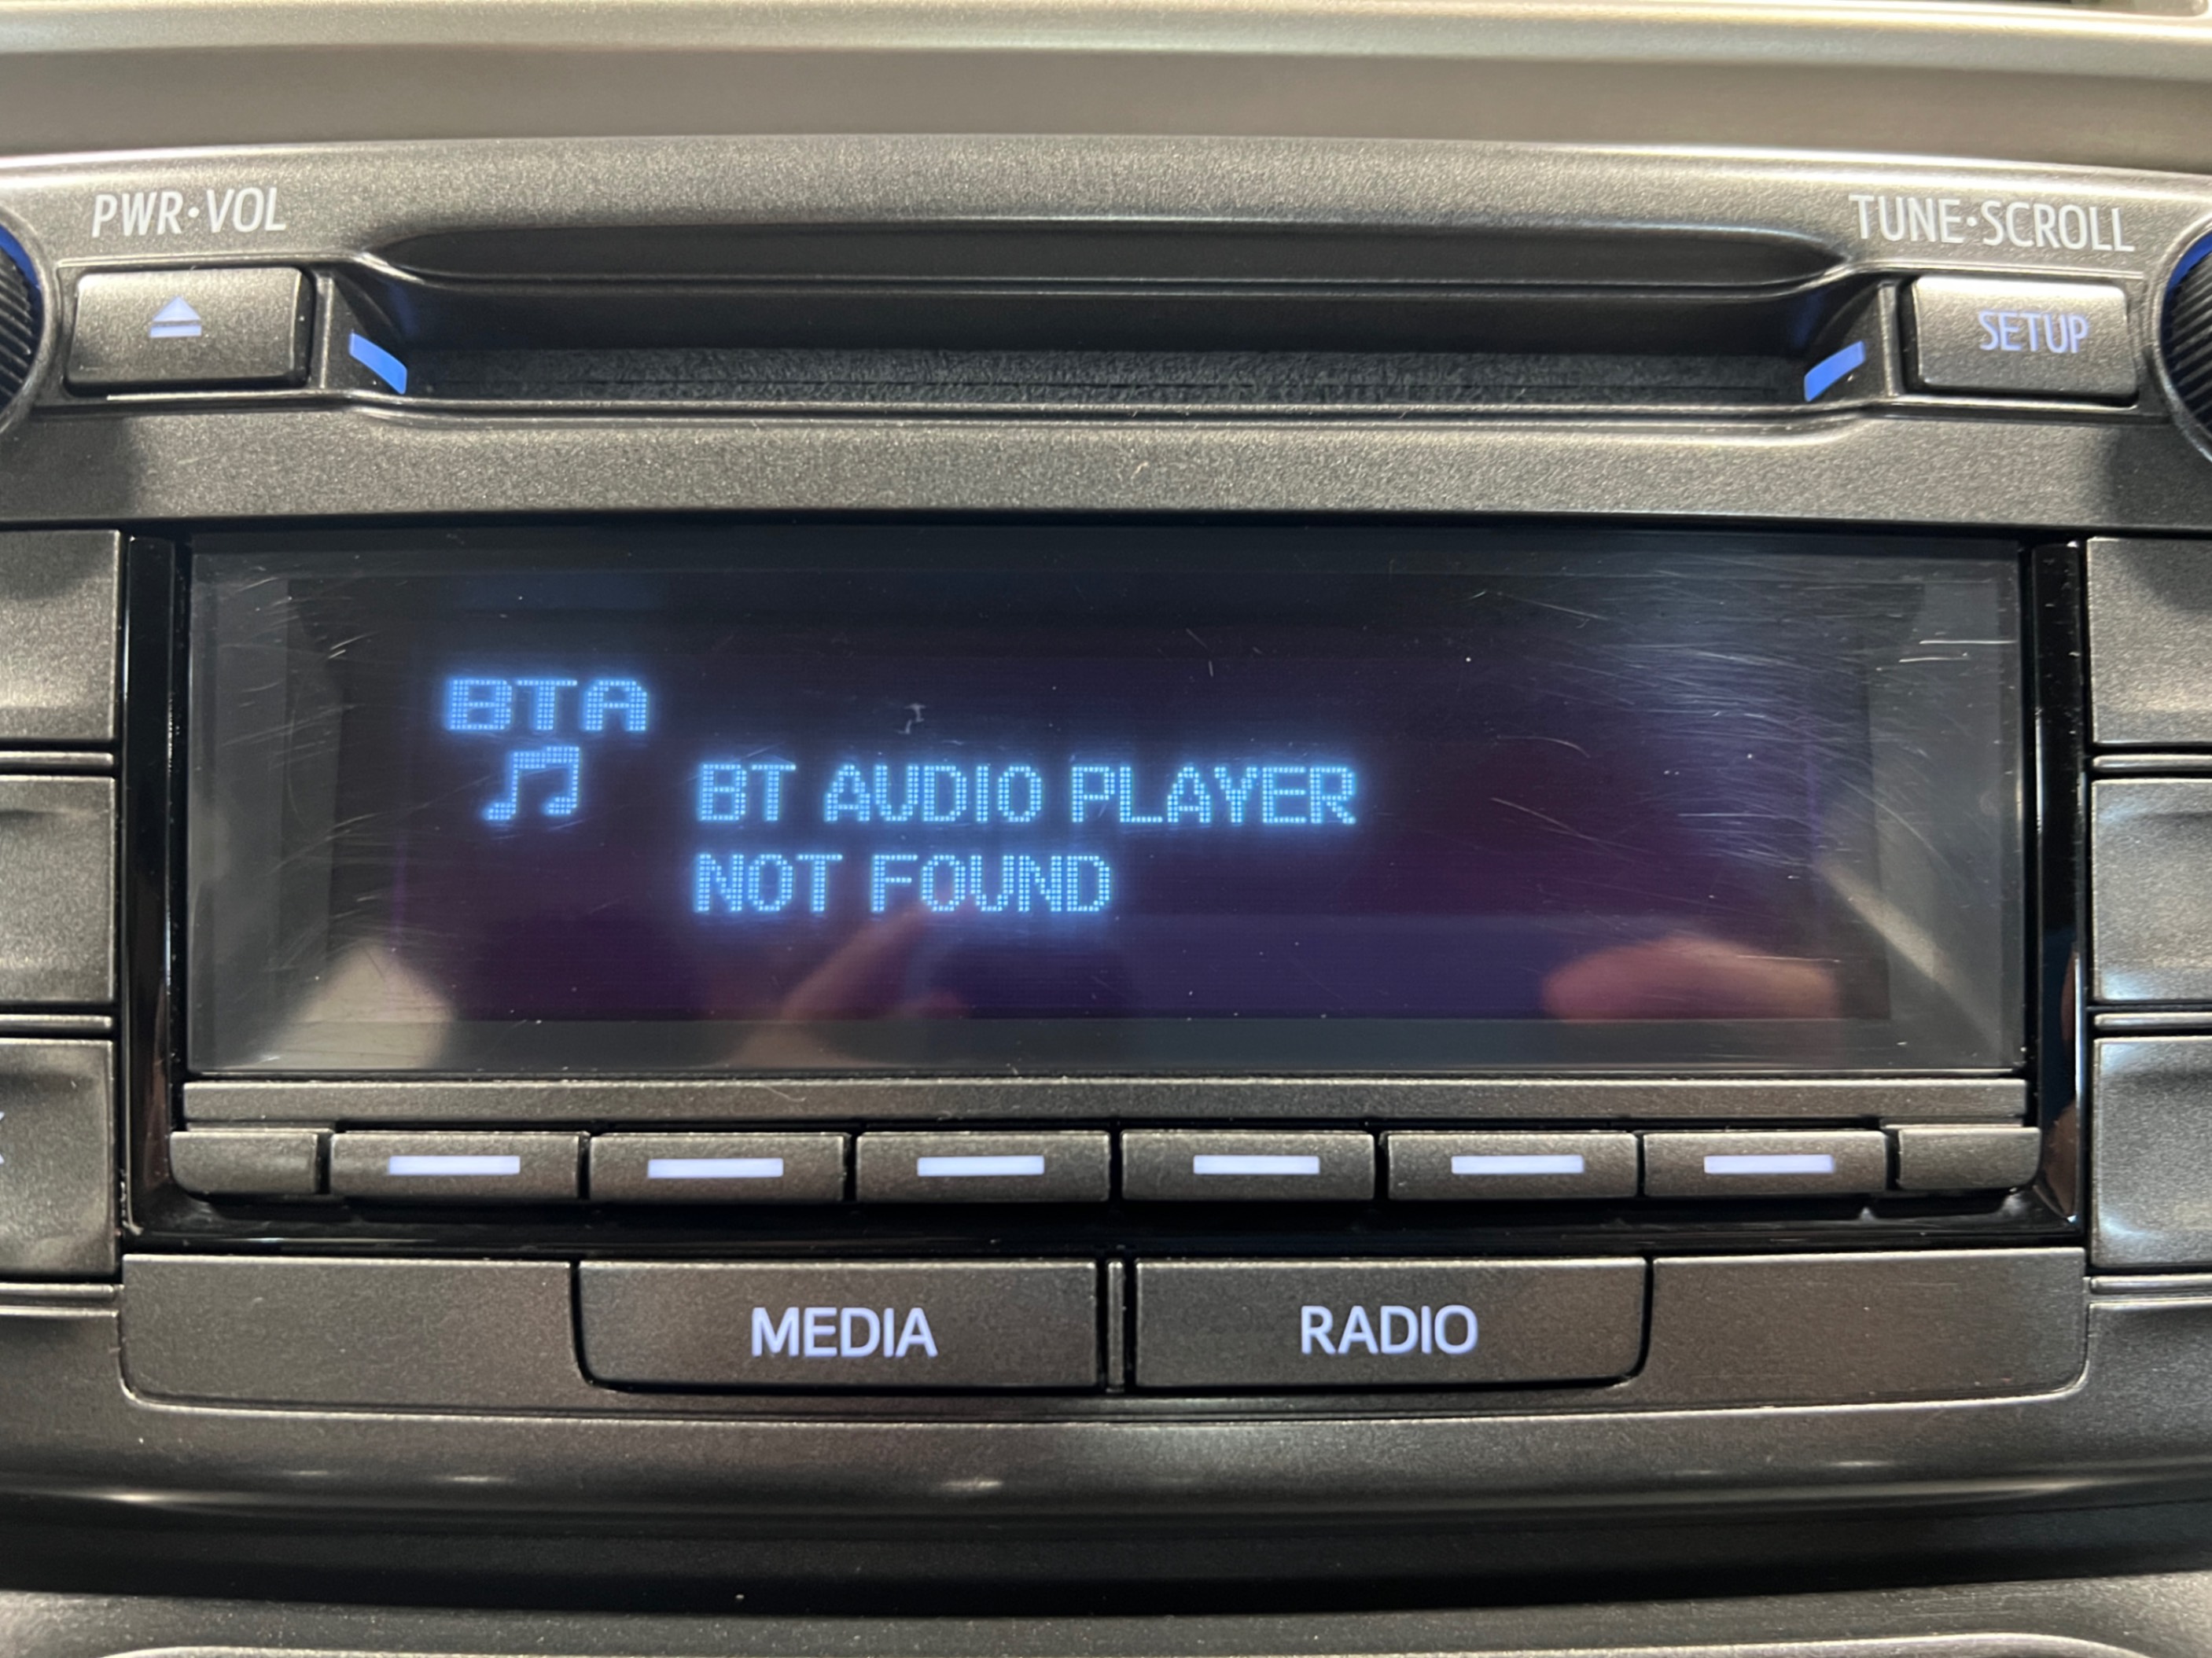 PWR•VOL
TUNE•SCROLL
SETUP
BTA
BT AUDIO PLAYER
NOT FOUND
MEDIA
RADIO